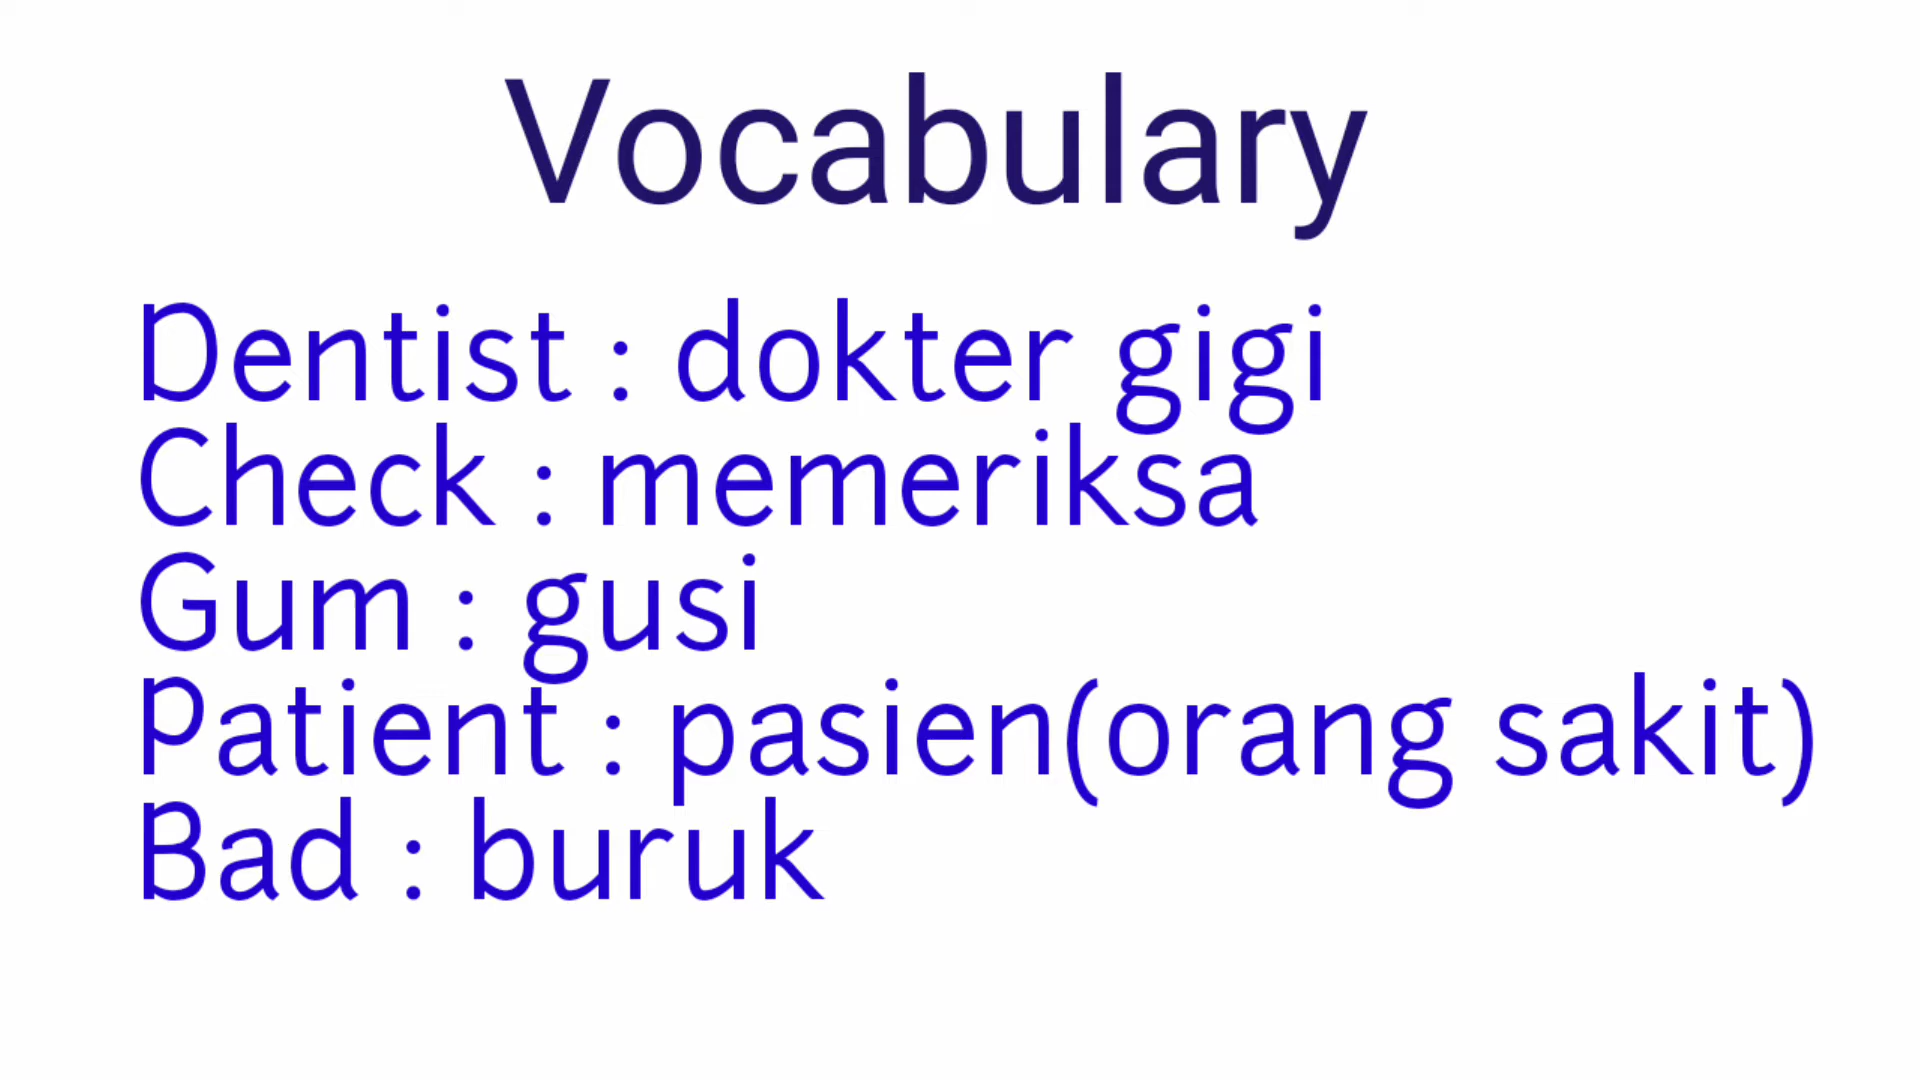 Vocabulary
Dentist : dokter gigi
Check : memeriksa
Gum : gusi
Patient : pasien(orang sakit)
Bad : buruk